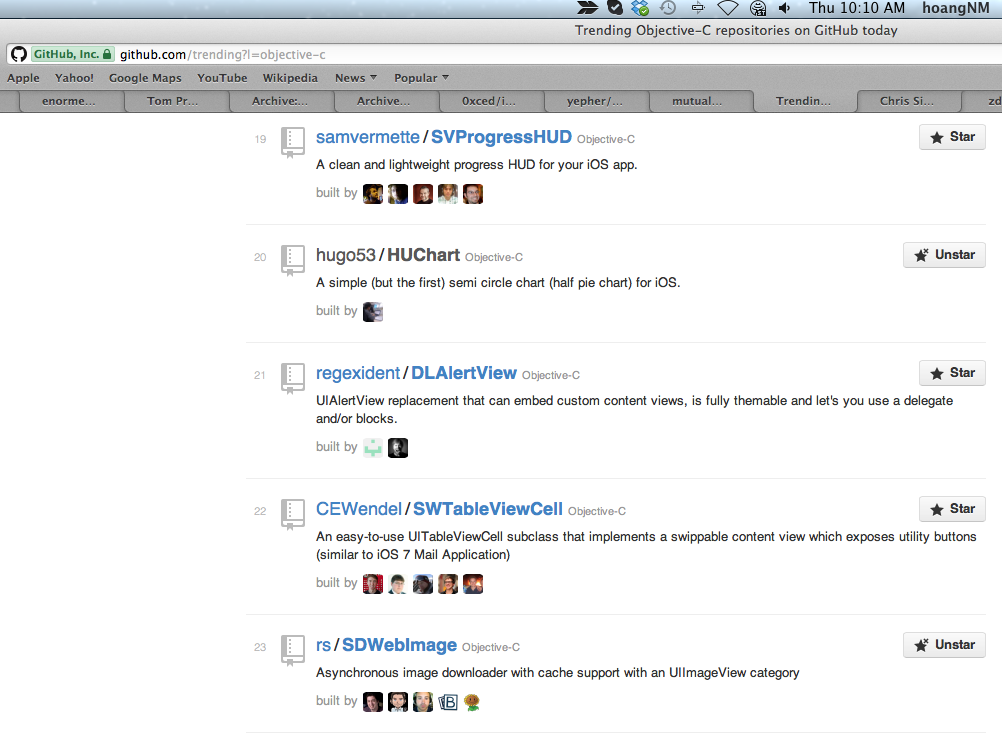 Thu 10:10 AM hoangNM
Trending Objective-C repositories on GitHub today
GitHub, Inc. github.com/trending?l=objective-c
Apple Yahoo! Google Maps YouTube Wikipedia News Popular
enorme... Tom Pr... Archive:... Archive... 0xced/i... yepher/... mutual... Trendin... Chris Si... zd
19 samvermette/SVProgressHUD Objective-C Star
A clean and lightweight progress HUD for your iOS app.
built by
20 hugo53/HUChart Objective-C Unstar
A simple (but the first) semi circle chart (half pie chart) for iOS.
built by
21 regexident/DLAlertView Objective-C Star
UIAlertView replacement that can embed custom content views, is fully themable and let's you use a delegate
and/or blocks.
built by
22 CEWendel/SWTableViewCell Objective-C Star
An easy-to-use UITableViewCell subclass that implements a swippable content view which exposes utility buttons
(similar to iOS 7 Mail Application)
built by
23 rs/SDWebImage Objective-C Unstar
Asynchronous image downloader with cache support with an UIImageView category
built by B